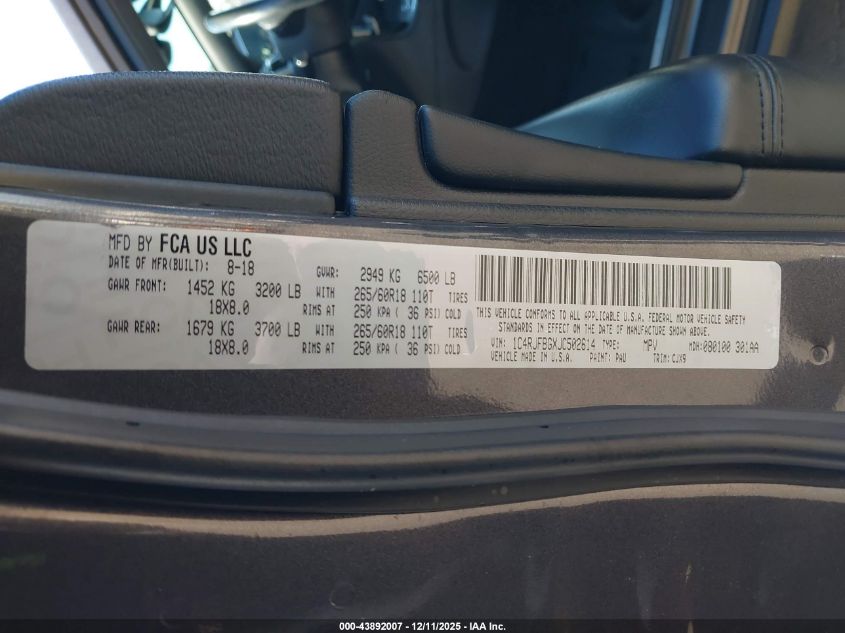 MFD BY FCA US LLC
DATE OF MFR(BUILT): 8-18 GVWR: 2949 KG 6500 LB
GAWR FRONT: 1452 KG 3200 LB WITH 265/60R18 110T TIRES
18X8.0 RIMS AT 250 KPA ( 36 PSI) COLD
GAWR REAR: 1679 KG 3700 LB WITH 265/60R18 110T TIRES
18X8.0 RIMS AT 250 KPA ( 36 PSI) COLD
THIS VEHICLE CONFORMS TO ALL APPLICABLE U.S.A. FEDERAL MOTOR VEHICLE SAFETY
STANDARDS IN EFFECT ON THE DATE OF MANUFACTURE SHOWN ABOVE.
VIN: 1C4RJFBGXJC502614 TYPE: MPV MDH:080100 301AA
VEHICLE MADE IN U.S.A. PAINT: PAU TRIM: CJX9
000-43892007 - 12/11/2025 - IAA Inc.